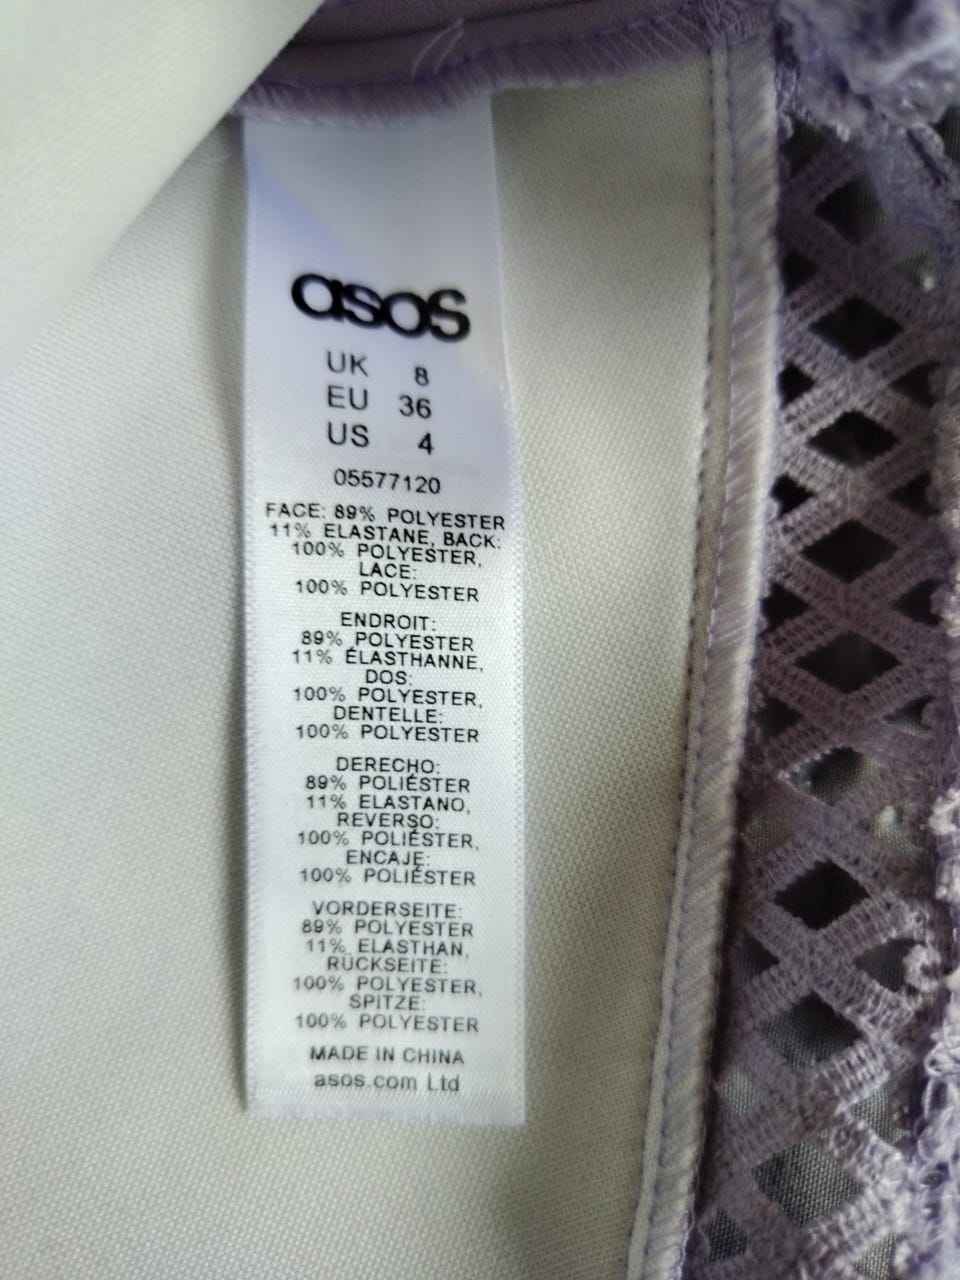 asos
UK 8
EU 36
US 4
05577120
FACE: 89% POLYESTER
11% ELASTANE, BACK:
100% POLYESTER,
LACE:
100% POLYESTER
ENDROIT:
89% POLYESTER
11% ÉLASTHANNE,
DOS:
100% POLYESTER,
DENTELLE:
100% POLYESTER
DERECHO:
89% POLIÉSTER
11% ELASTANO,
REVERSO:
100% POLIÉSTER,
ENCAJE:
100% POLIÉSTER
VORDERSEITE:
89% POLYESTER
11% ELASTHAN,
RÜCKSEITE:
100% POLYESTER,
SPITZE:
100% POLYESTER
MADE IN CHINA
asos.com Ltd